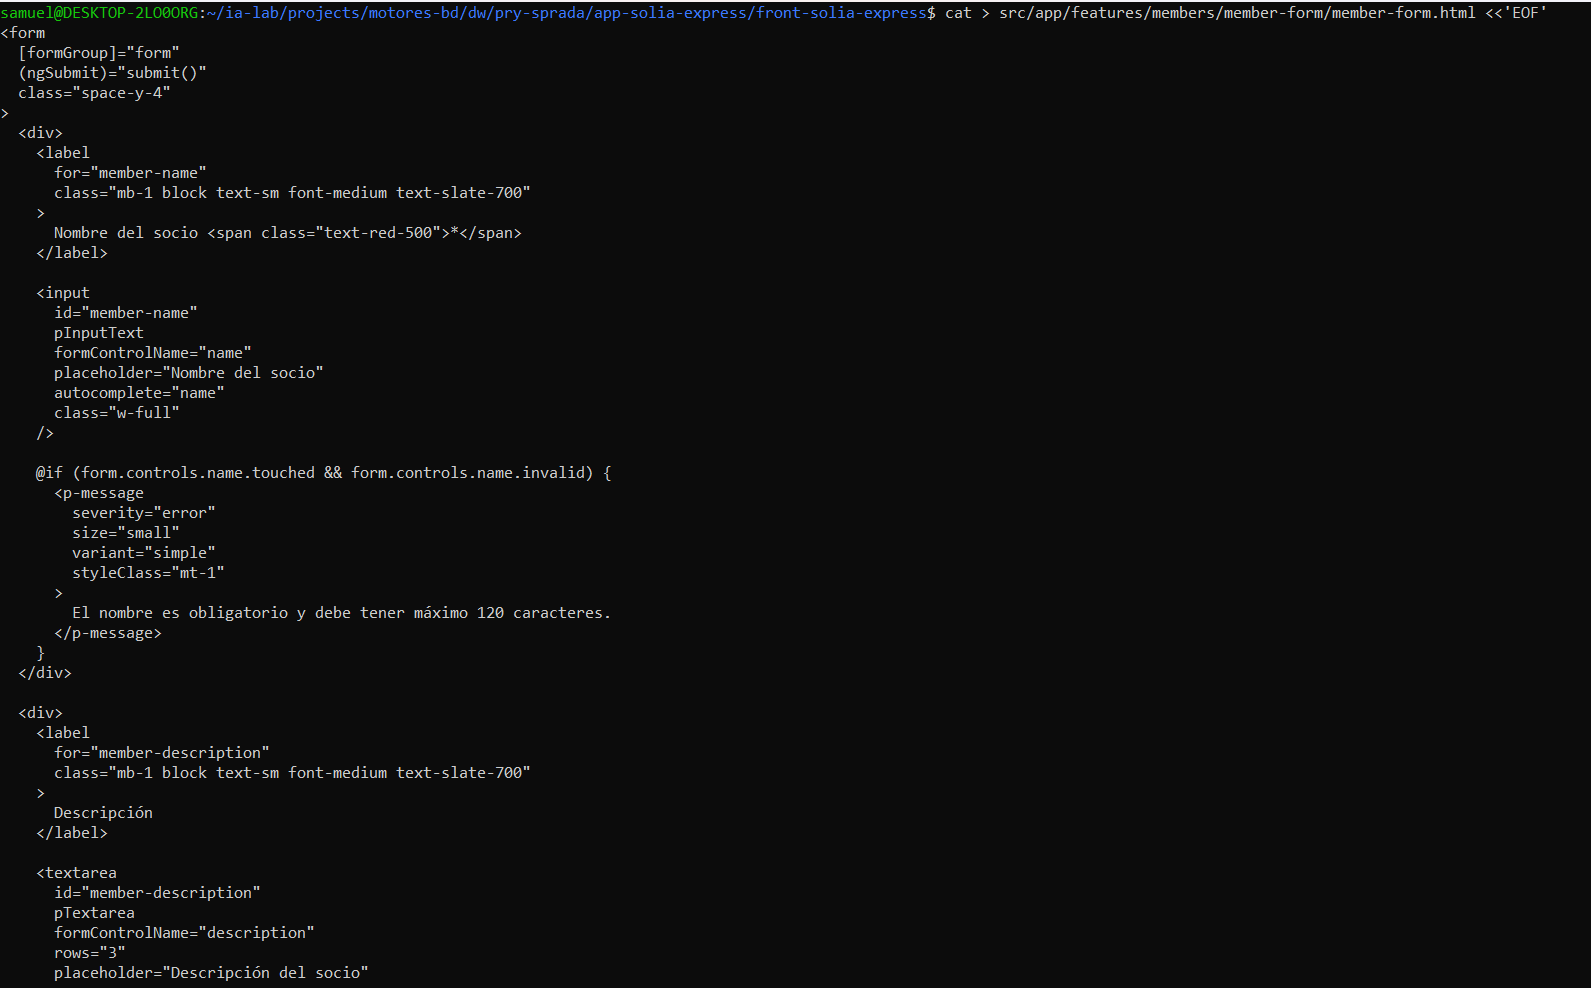 samuel@DESKTOP-2LO0ORG:~/ia-lab/projects/motores-bd/dw/pry-sprada/app-solia-express/front-solia-express$ cat > src/app/features/members/member-form/member-form.html <<'EOF'
<form
  [formGroup]="form"
  (ngSubmit)="submit()"
  class="space-y-4"
>
  <div>
    <label
      for="member-name"
      class="mb-1 block text-sm font-medium text-slate-700"
    >
      Nombre del socio <span class="text-red-500">*</span>
    </label>

    <input
      id="member-name"
      pInputText
      formControlName="name"
      placeholder="Nombre del socio"
      autocomplete="name"
      class="w-full"
    />

    @if (form.controls.name.touched && form.controls.name.invalid) {
      <p-message
        severity="error"
        size="small"
        variant="simple"
        styleClass="mt-1"
      >
        El nombre es obligatorio y debe tener máximo 120 caracteres.
      </p-message>
    }
  </div>

  <div>
    <label
      for="member-description"
      class="mb-1 block text-sm font-medium text-slate-700"
    >
      Descripción
    </label>

    <textarea
      id="member-description"
      pTextarea
      formControlName="description"
      rows="3"
      placeholder="Descripción del socio"